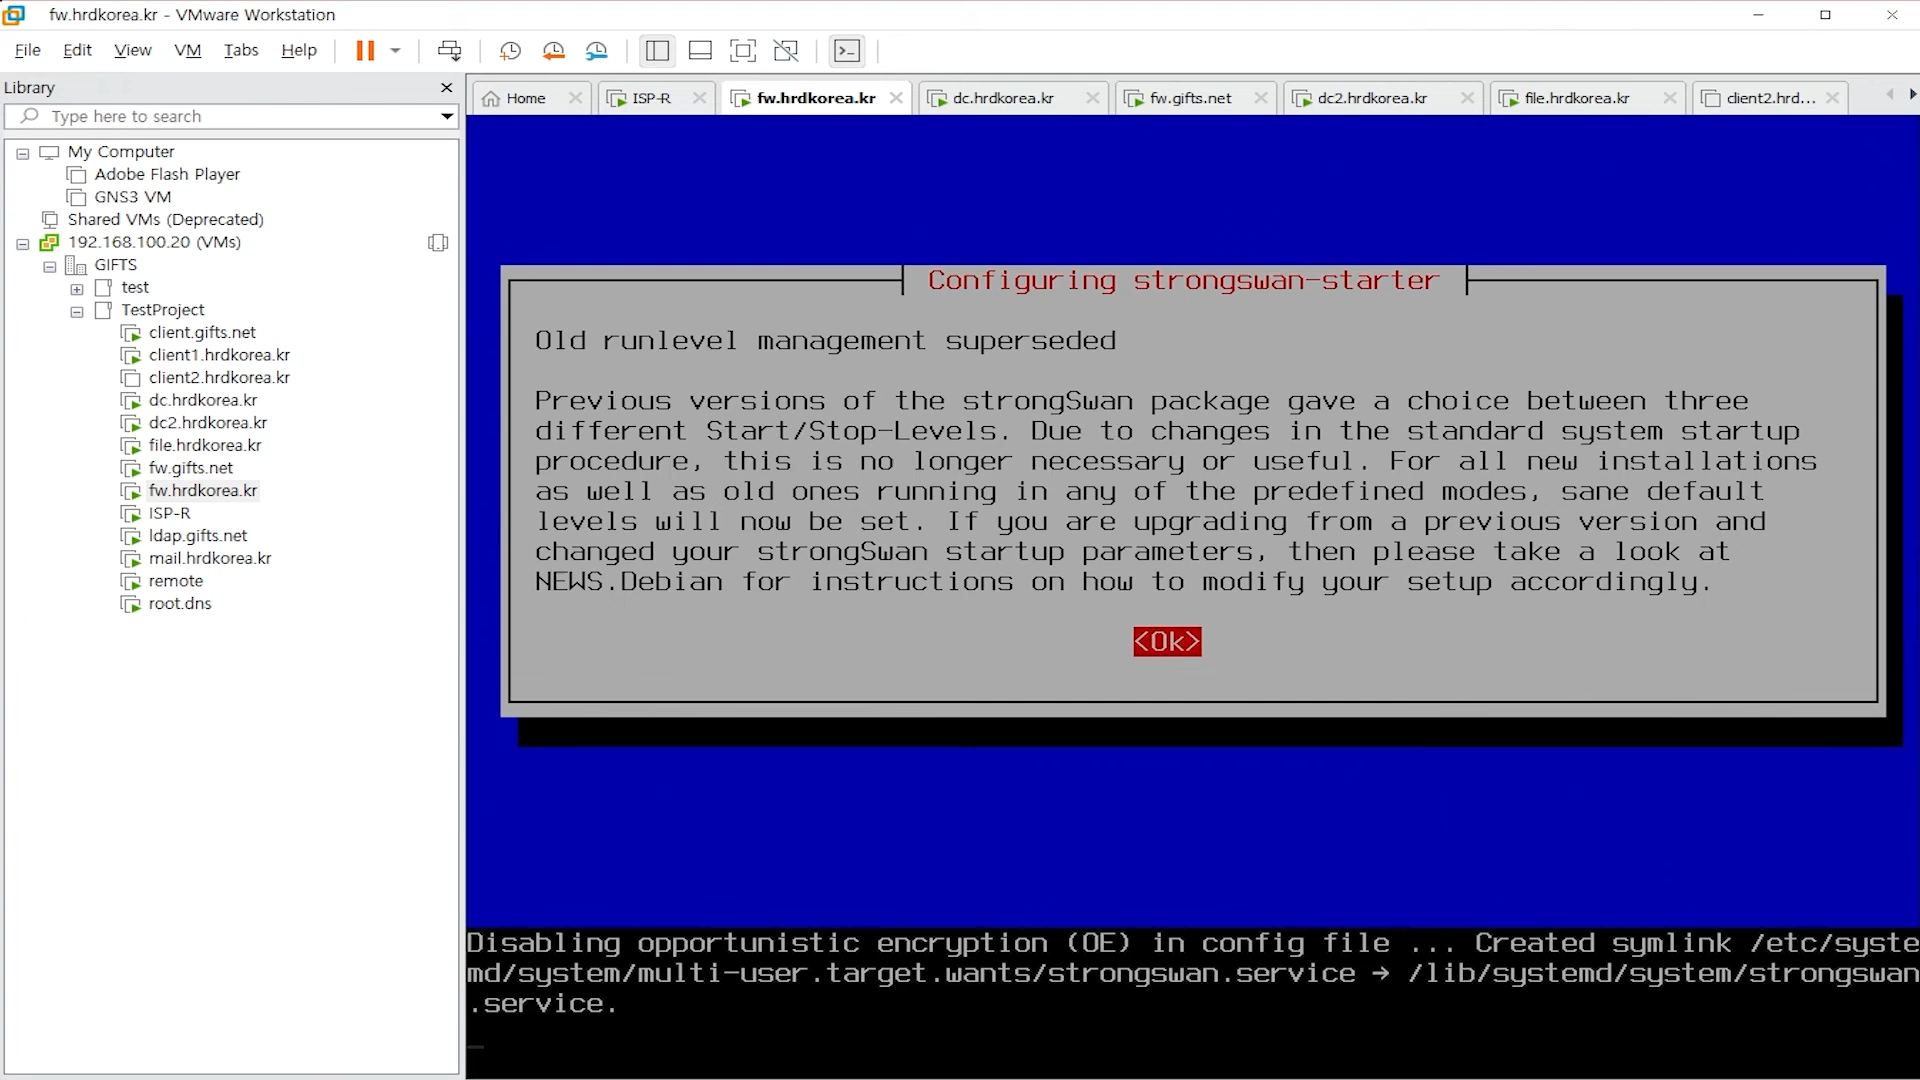 fw.hrdkorea.kr - VMware Workstation
File Edit View VM Tabs Help
Library
Type here to search
My Computer
Adobe Flash Player
GNS3 VM
Shared VMs (Deprecated)
192.168.100.20 (VMs)
GIFTS
test
TestProject
client.gifts.net
client1.hrdkorea.kr
client2.hrdkorea.kr
dc.hrdkorea.kr
dc2.hrdkorea.kr
file.hrdkorea.kr
fw.gifts.net
fw.hrdkorea.kr
ISP-R
ldap.gifts.net
mail.hrdkorea.kr
remote
root.dns
Home ISP-R fw.hrdkorea.kr dc.hrdkorea.kr fw.gifts.net dc2.hrdkorea.kr file.hrdkorea.kr client2.hrd...
Configuring strongswan-starter
Old runlevel management superseded
Previous versions of the strongSwan package gave a choice between three
different Start/Stop-Levels. Due to changes in the standard system startup
procedure, this is no longer necessary or useful. For all new installations
as well as old ones running in any of the predefined modes, sane default
levels will now be set. If you are upgrading from a previous version and
changed your strongSwan startup parameters, then please take a look at
NEWS.Debian for instructions on how to modify your setup accordingly.
<Ok>
Disabling opportunistic encryption (OE) in config file ... Created symlink /etc/syste
md/system/multi-user.target.wants/strongswan.service → /lib/systemd/system/strongswan
.service.